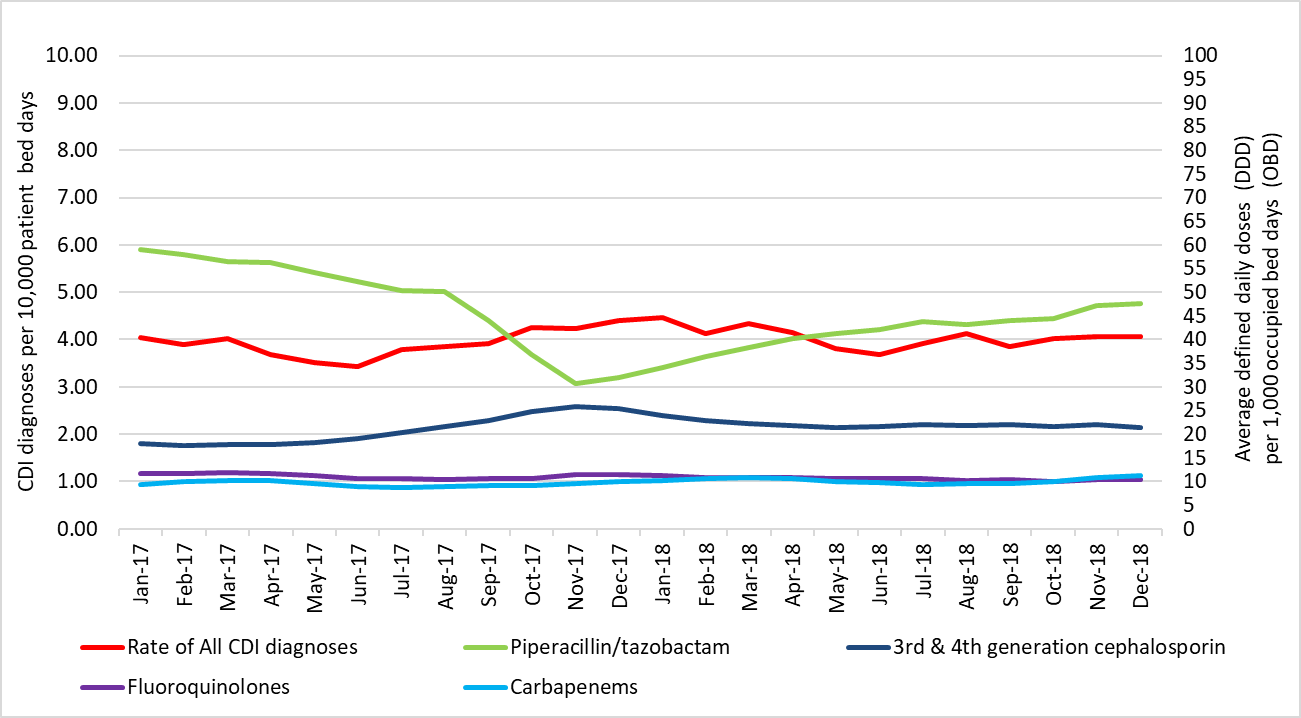 CDI diagnoses per 10,000 patient bed days
10.00
9.00
8.00
7.00
6.00
5.00
4.00
3.00
2.00
1.00
0.00
100
95
90
85
80
75
70
65
60
55
50
45
40
35
30
25
20
15
10
5
0
Average defined daily doses (DDD)
per 1,000 occupied bed days (OBD)
Jan-17
Feb-17
Mar-17
Apr-17
May-17
Jun-17
Jul-17
Aug-17
Sep-17
Oct-17
Nov-17
Dec-17
Jan-18
Feb-18
Mar-18
Apr-18
May-18
Jun-18
Jul-18
Aug-18
Sep-18
Oct-18
Nov-18
Dec-18
Rate of All CDI diagnoses
Piperacillin/tazobactam
3rd & 4th generation cephalosporin
Fluoroquinolones
Carbapenems